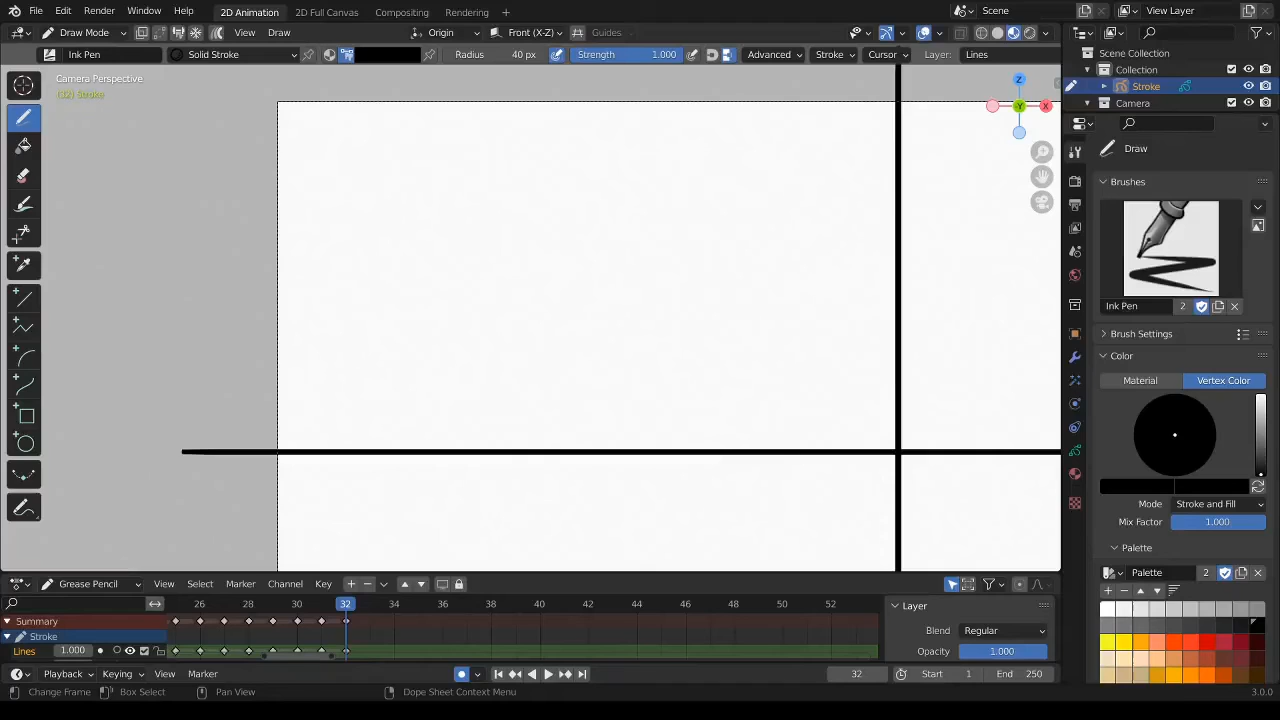 File Edit Render Window Help 2D Animation 2D Full Canvas Compositing Rendering + Scene View Layer
Draw Mode View Draw Origin Front (X-Z) Guides
Ink Pen Solid Stroke Radius 40 px Strength 1.000 Advanced Stroke Cursor Layer: Lines
Scene Collection
Collection
Stroke
Camera
Camera Perspective
(32) Stroke
Z
Y
X
Draw
Brushes
Ink Pen 2
Brush Settings
Color
Material Vertex Color
Mode Stroke and Fill
Mix Factor 1.000
Palette
Palette 2
Grease Pencil View Select Marker Channel Key
26 28 30 32 34 36 38 40 42 44 46 48 50 52
Summary
Stroke
Lines 1.000
Layer
Blend Regular
Opacity 1.000
Playback Keying View Marker 32 Start 1 End 250
Change Frame Box Select Pan View Dope Sheet Context Menu 3.0.0